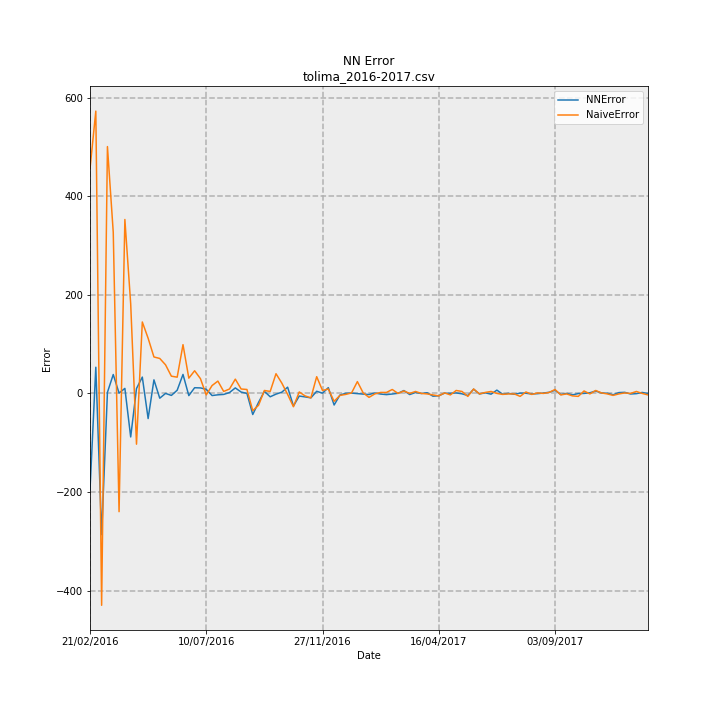 NN Error
tolima_2016-2017.csv
NNError
NaiveError
600
400
200
0
−200
−400
Error
21/02/2016
10/07/2016
27/11/2016
16/04/2017
03/09/2017
Date